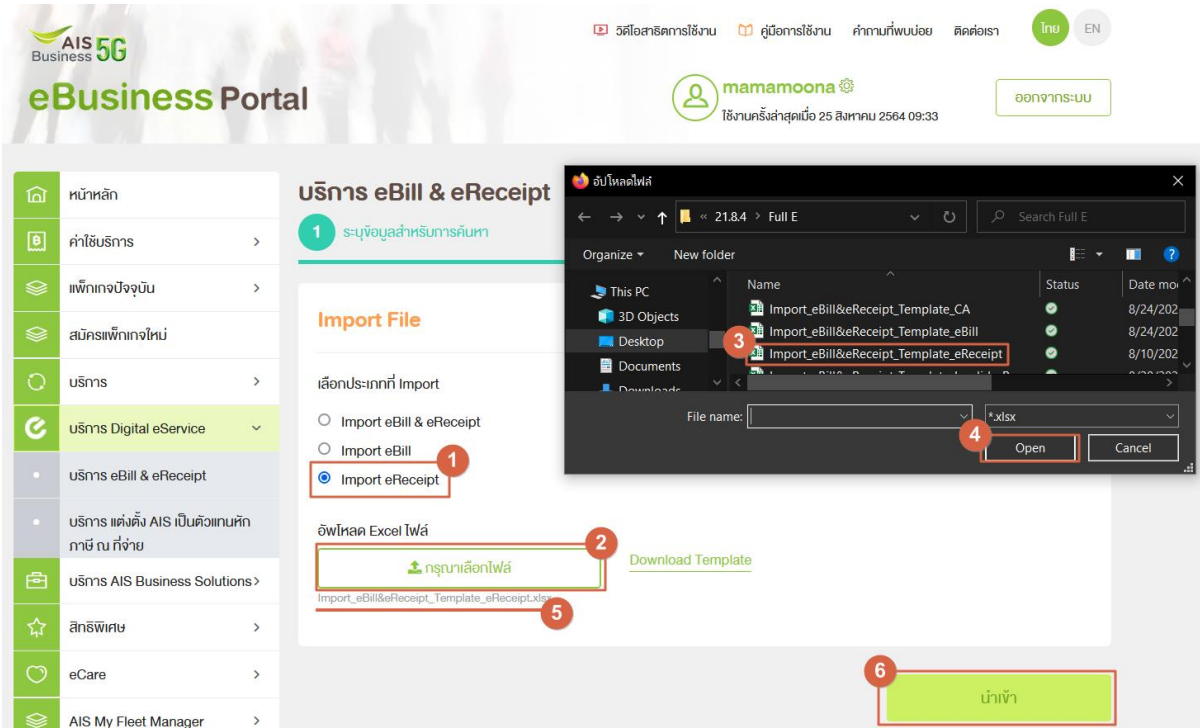 AIS 5G
Business
eBusiness Portal
วิดีโอสาธิตการใช้งาน คู่มือการใช้งาน คำถามที่พบบ่อย ติดต่อเรา ไทย EN
mamamoona
ใช้งานครั้งล่าสุดเมื่อ 25 สิงหาคม 2564 09:33
ออกจากระบบ
หน้าหลัก
ค่าใช้บริการ
แพ็กเกจปัจจุบัน
สมัครแพ็กเกจใหม่
บริการ
บริการ Digital eService
บริการ eBill & eReceipt
บริการ แต่งตั้ง AIS เป็นตัวแทนหัก
ภาษี ณ ที่จ่าย
บริการ AIS Business Solutions
สิทธิพิเศษ
eCare
AIS My Fleet Manager
บริการ eBill & eReceipt
1 ระบุข้อมูลสำหรับการค้นหา
Import File
เลือกประเภทที่ Import
Import eBill & eReceipt
Import eBill
1
Import eReceipt
อัพโหลด Excel ไฟล์
2
กรุณาเลือกไฟล์
Download Template
Import_eBill&eReceipt_Template_eReceipt.xlsx
5
6
นำเข้า
อัปโหลดไฟล์
« 21.8.4 > Full E
Search Full E
Organize New folder
This PC
3D Objects
Desktop
Documents
Downloads
Name Status Date mo
Import_eBill&eReceipt_Template_CA 8/24/202
Import_eBill&eReceipt_Template_eBill 8/24/202
3
Import_eBill&eReceipt_Template_eReceipt 8/10/202
File name: *.xlsx
4
Open Cancel